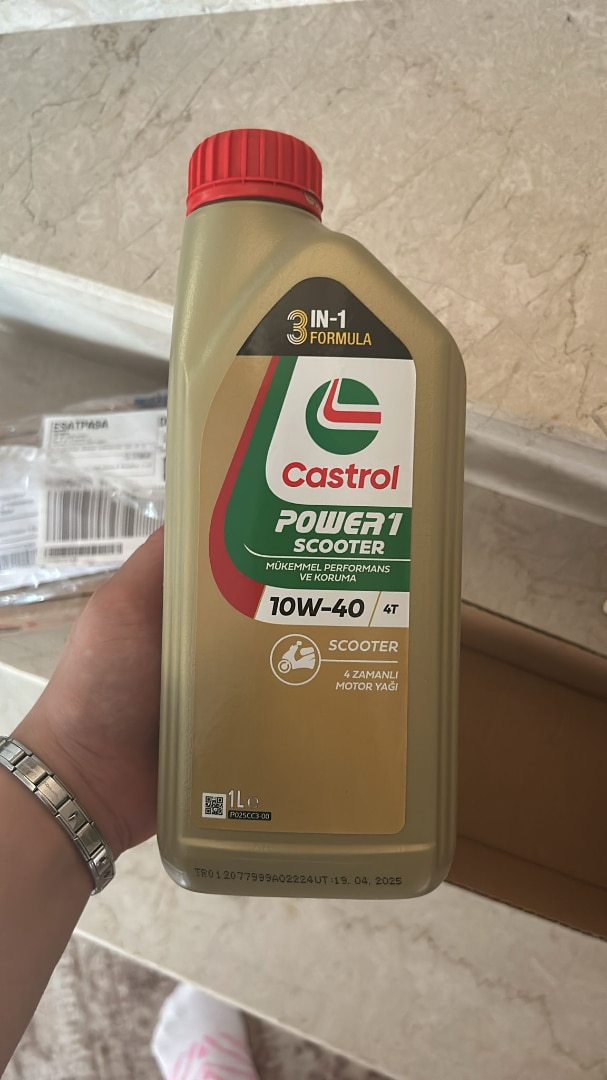 3 IN-1
FORMULA
Castrol
POWER1
SCOOTER
MÜKEMMEL PERFORMANS
VE KORUMA
10W-40 / 4T
SCOOTER
4 ZAMANLI
MOTOR YAĞI
1L e
P025CC3-00
TR012077999A02224UT:19. 04. 2025
ESATPAŞA